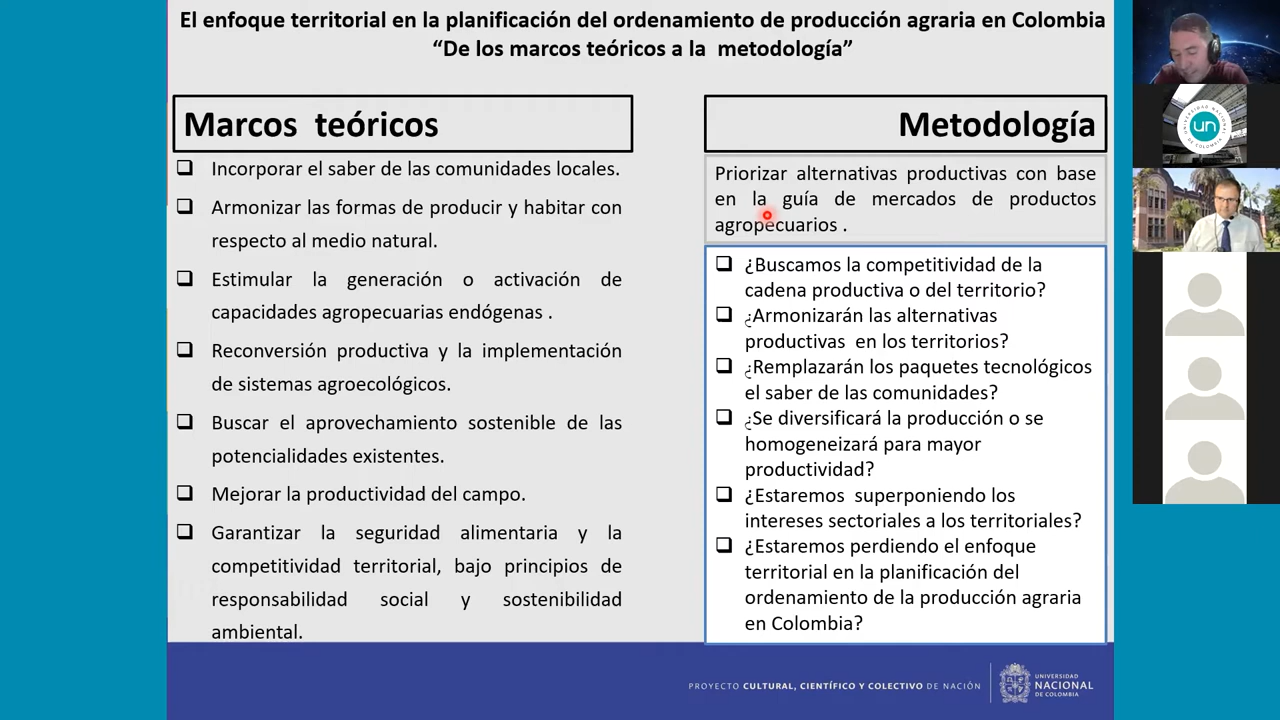 El enfoque territorial en la planificación del ordenamiento de producción agraria en Colombia
“De los marcos teóricos a la metodología”
Marcos teóricos
Incorporar el saber de las comunidades locales.
Armonizar las formas de producir y habitar con
respecto al medio natural.
Estimular la generación o activación de
capacidades agropecuarias endógenas .
Reconversión productiva y la implementación
de sistemas agroecológicos.
Buscar el aprovechamiento sostenible de las
potencialidades existentes.
Mejorar la productividad del campo.
Garantizar la seguridad alimentaria y la
competitividad territorial, bajo principios de
responsabilidad social y sostenibilidad
ambiental.
Metodología
Priorizar alternativas productivas con base
en la guía de mercados de productos
agropecuarios .
¿Buscamos la competitividad de la
cadena productiva o del territorio?
¿Armonizarán las alternativas
productivas en los territorios?
¿Remplazarán los paquetes tecnológicos
el saber de las comunidades?
¿Se diversificará la producción o se
homogeneizará para mayor
productividad?
¿Estaremos superponiendo los
intereses sectoriales a los territoriales?
¿Estaremos perdiendo el enfoque
territorial en la planificación del
ordenamiento de la producción agraria
en Colombia?
PROYECTO CULTURAL, CIENTÍFICO Y COLECTIVO DE NACIÓN
UNIVERSIDAD
NACIONAL
DE COLOMBIA
UNIVERSIDAD NACIONAL
DE COLOMBIA
un